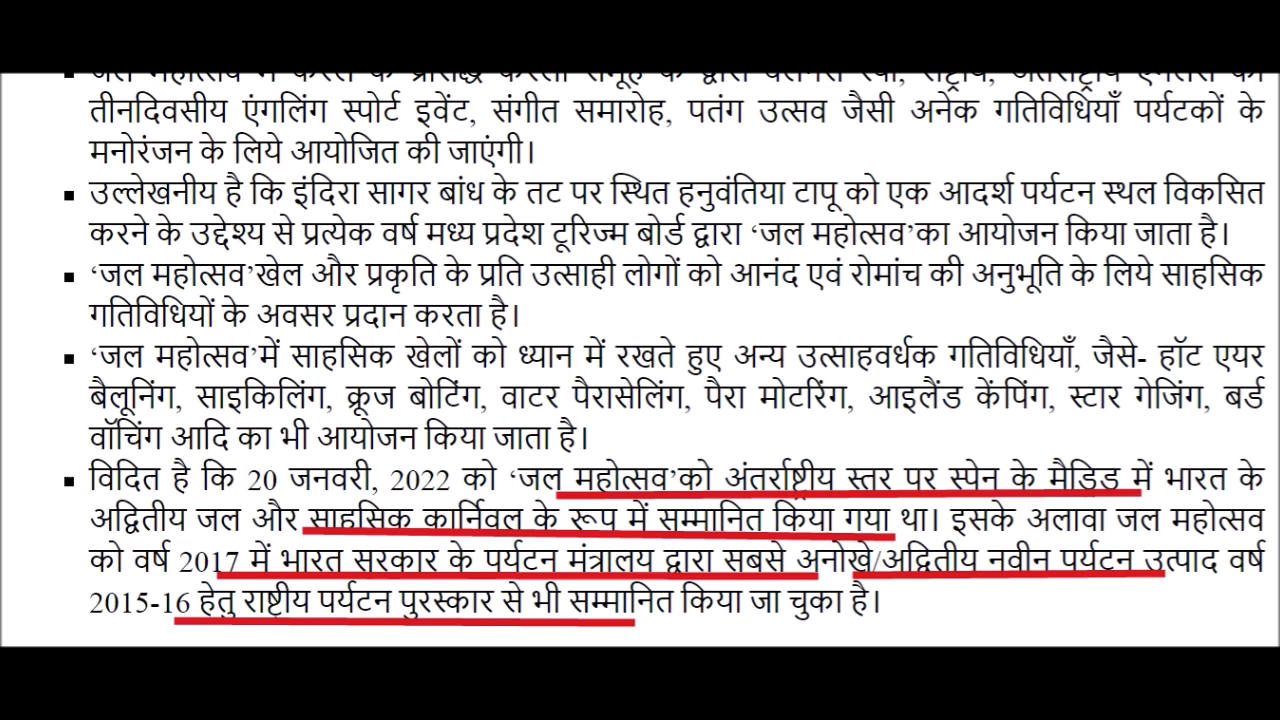 तीनदिवसीय एंगलिंग स्पोर्ट इवेंट, संगीत समारोह, पतंग उत्सव जैसी अनेक गतिविधियाँ पर्यटकों के
मनोरंजन के लिये आयोजित की जाएंगी।
▪ उल्लेखनीय है कि इंदिरा सागर बांध के तट पर स्थित हनुवंतिया टापू को एक आदर्श पर्यटन स्थल विकसित
करने के उद्देश्य से प्रत्येक वर्ष मध्य प्रदेश टूरिज्म बोर्ड द्वारा ‘जल महोत्सव’का आयोजन किया जाता है।
▪ ‘जल महोत्सव’खेल और प्रकृति के प्रति उत्साही लोगों को आनंद एवं रोमांच की अनुभूति के लिये साहसिक
गतिविधियों के अवसर प्रदान करता है।
▪ ‘जल महोत्सव’में साहसिक खेलों को ध्यान में रखते हुए अन्य उत्साहवर्धक गतिविधियाँ, जैसे- हॉट एयर
बैलूनिंग, साइकिलिंग, क्रूज बोटिंग, वाटर पैरासेलिंग, पैरा मोटरिंग, आइलैंड केंपिंग, स्टार गेजिंग, बर्ड
वॉचिंग आदि का भी आयोजन किया जाता है।
▪ विदित है कि 20 जनवरी, 2022 को ‘जल महोत्सव’को अंतर्राष्ट्रीय स्तर पर स्पेन के मैड्रिड में भारत के
अद्वितीय जल और साहसिक कार्निवल के रूप में सम्मानित किया गया था। इसके अलावा जल महोत्सव
को वर्ष 2017 में भारत सरकार के पर्यटन मंत्रालय द्वारा सबसे अनोखे/अद्वितीय नवीन पर्यटन उत्पाद वर्ष
2015-16 हेतु राष्ट्रीय पर्यटन पुरस्कार से भी सम्मानित किया जा चुका है।